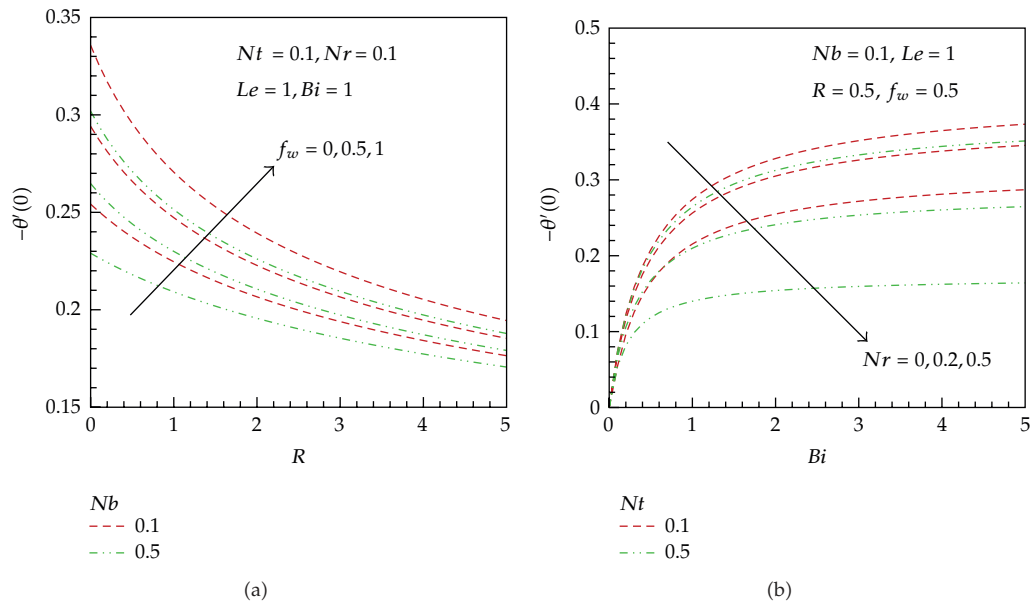 0.35
0.3
0.25
0.2
0.15
−θ′(0)
0 1 2 3 4 5
R
Nt = 0.1, Nr = 0.1
Le = 1, Bi = 1
f_w = 0, 0.5, 1
Nb
0.1
0.5
(a)
0.5
0.4
0.3
0.2
0.1
0
−θ′(0)
0 1 2 3 4 5
Bi
Nb = 0.1, Le = 1
R = 0.5, f_w = 0.5
Nr = 0, 0.2, 0.5
Nt
0.1
0.5
(b)